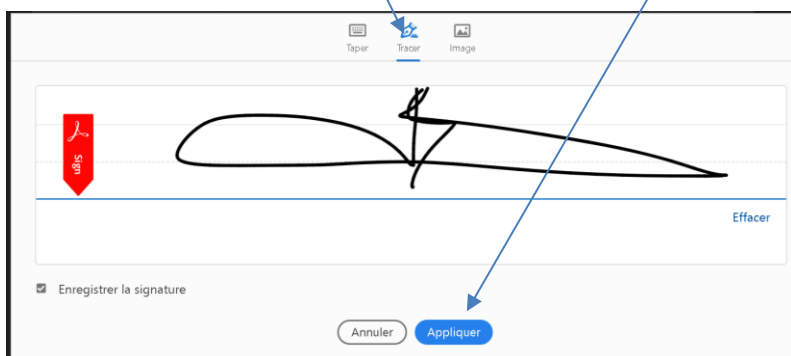 Taper Tracer Image
Sign
Effacer
Enregistrer la signature
Annuler Appliquer